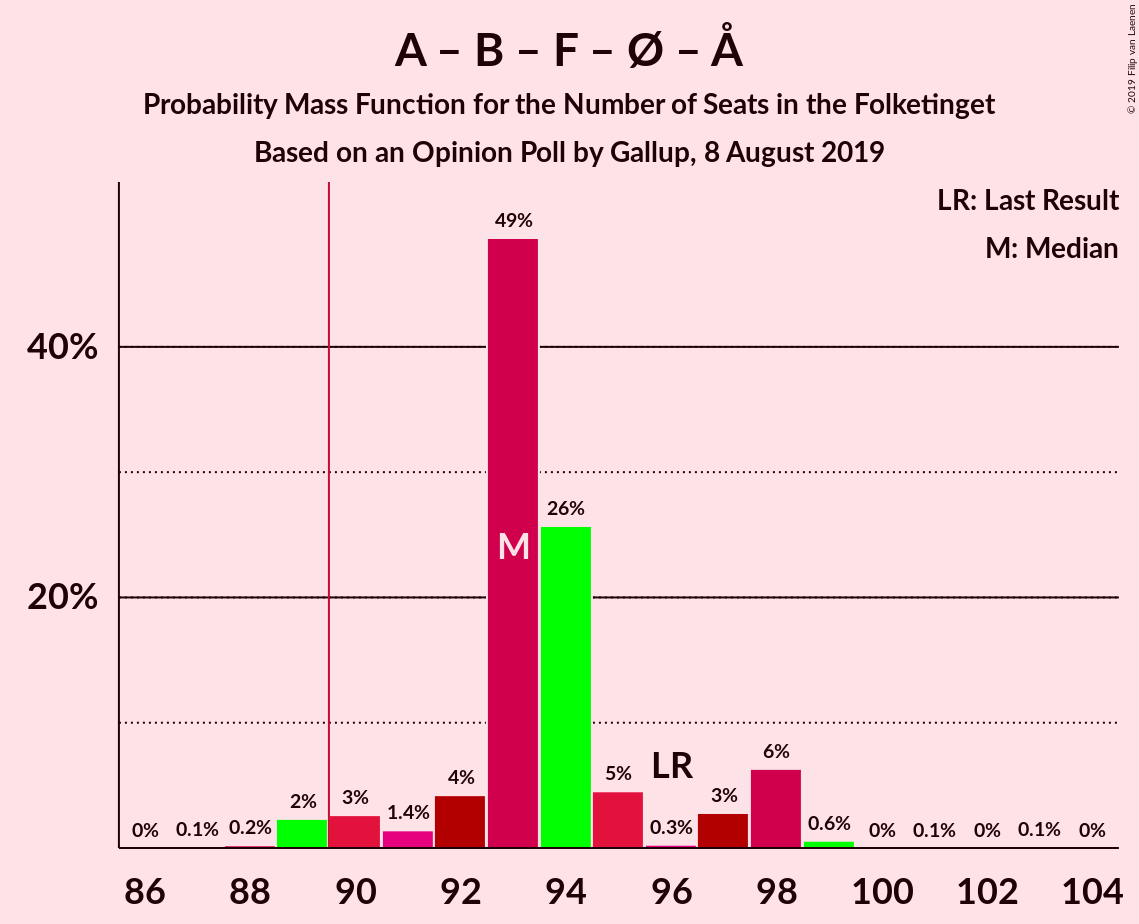 A – B – F – Ø – Å
Probability Mass Function for the Number of Seats in the Folketinget
Based on an Opinion Poll by Gallup, 8 August 2019
© 2019 Filip van Laenen
LR: Last Result
M: Median
49%
40%
26%
M
20%
LR
6%
5%
4%
3%
3%
2%
1.4%
0.6%
0.3%
0.2%
0% 0.1% 0% 0.1% 0% 0.1% 0%
86 88 90 92 94 96 98 100 102 104